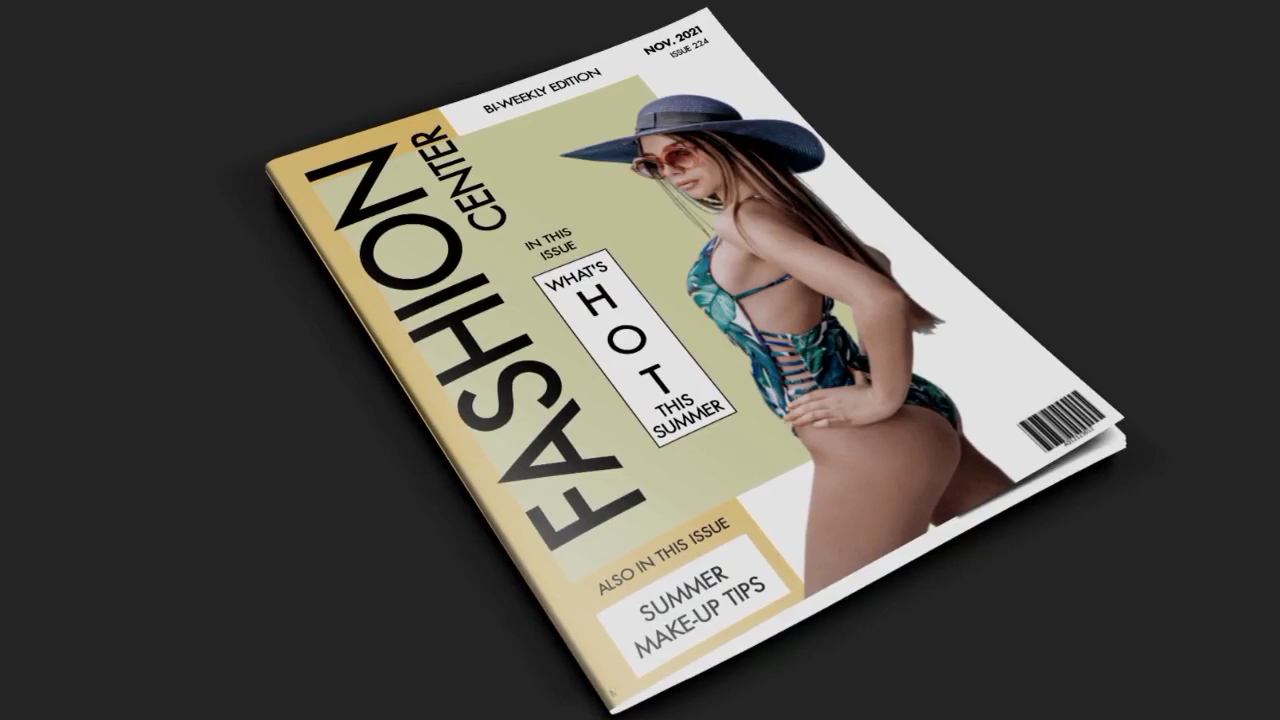 NOV. 2021
ISSUE 224
BI-WEEKLY EDITION
FASHION
CENTER
IN THIS
ISSUE
WHAT'S
H
O
T
THIS
SUMMER
ALSO IN THIS ISSUE
SUMMER
MAKE-UP TIPS